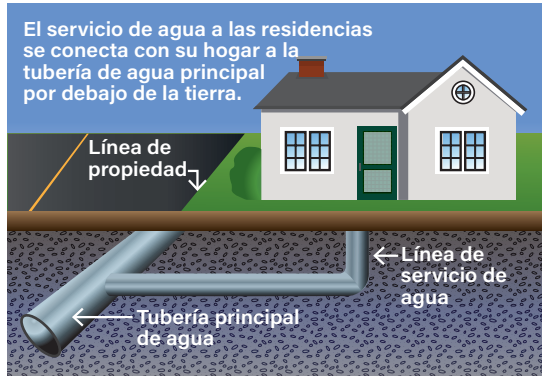 El servicio de agua a las residencias
se conecta con su hogar a la
tubería de agua principal
por debajo de la tierra.
Línea de
propiedad
Línea de
servicio de
agua
Tubería principal
de agua